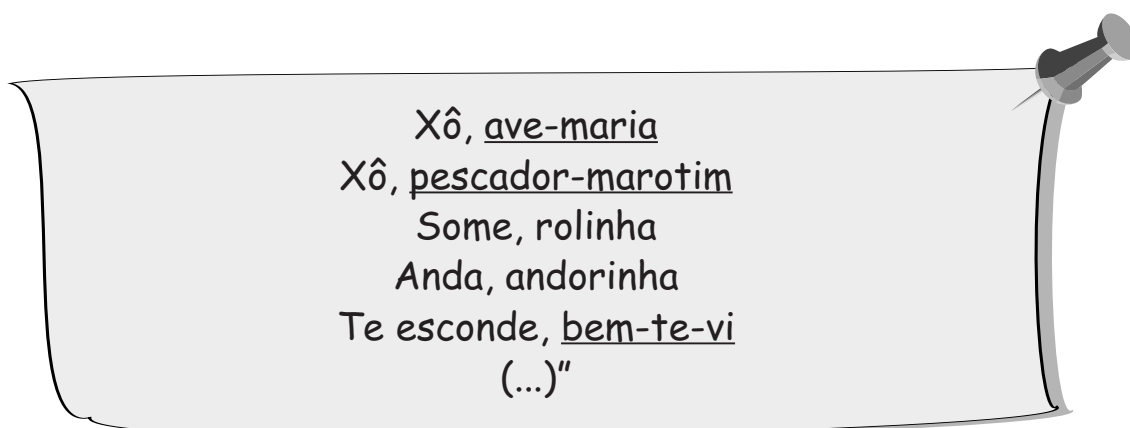 Xô, ave-maria
Xô, pescador-marotim
Some, rolinha
Anda, andorinha
Te esconde, bem-te-vi
(...)”